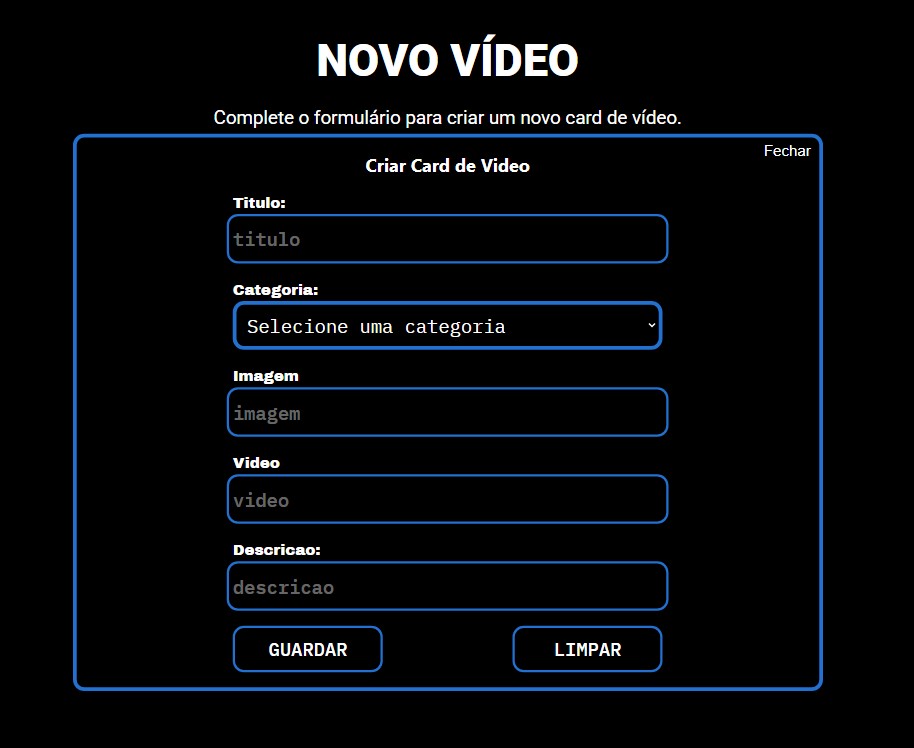 NOVO VÍDEO
Complete o formulário para criar um novo card de vídeo.
Fechar
Criar Card de Video
Titulo:
titulo
Categoria:
Selecione uma categoria
Imagem
imagem
Video
video
Descricao:
descricao
GUARDAR
LIMPAR